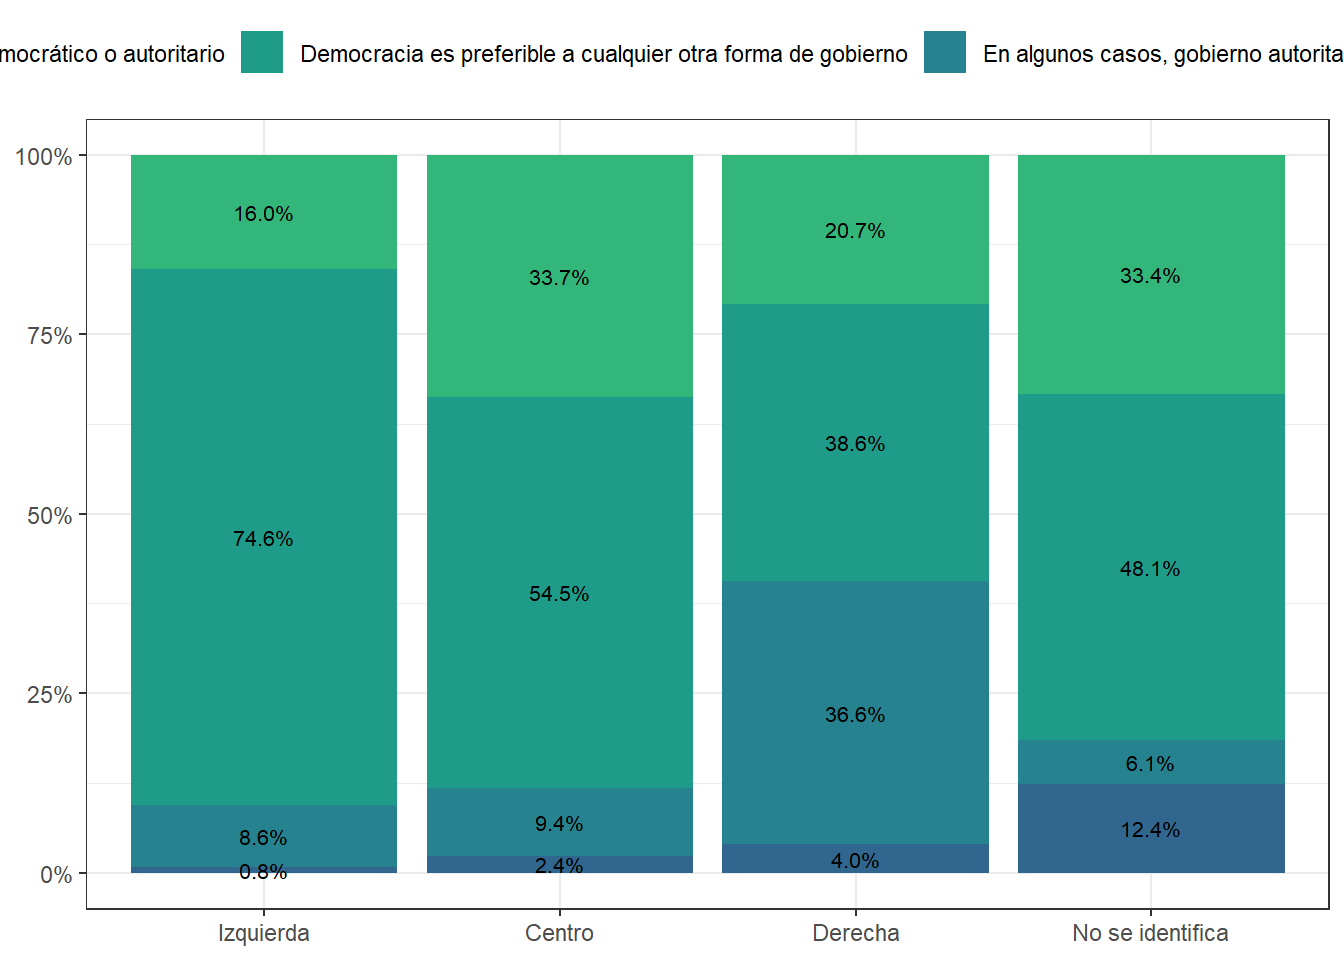 mocrático o autoritario Democracia es preferible a cualquier otra forma de gobierno En algunos casos, gobierno autorita
100%
75%
50%
25%
0%
16.0% 33.7% 20.7% 33.4%
74.6% 54.5% 38.6% 48.1%
8.6% 9.4% 36.6% 6.1%
0.8% 2.4% 4.0% 12.4%
Izquierda Centro Derecha No se identifica